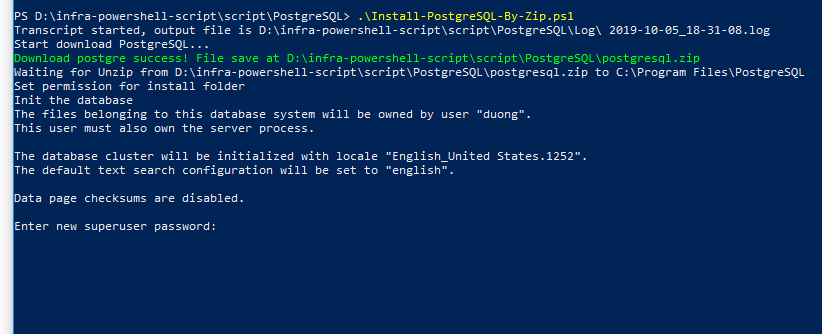 PS D:\infra-powershell-script\script\PostgreSQL> .\Install-PostgreSQL-By-Zip.ps1
Transcript started, output file is D:\infra-powershell-script\script\PostgreSQL\Log\ 2019-10-05_18-31-08.log
Start download PostgreSQL...
Download postgre success! File save at D:\infra-powershell-script\script\PostgreSQL\postgresql.zip
Waiting for Unzip from D:\infra-powershell-script\script\PostgreSQL\postgresql.zip to C:\Program Files\PostgreSQL
Set permission for install folder
Init the database
The files belonging to this database system will be owned by user "duong".
This user must also own the server process.
The database cluster will be initialized with locale "English_United States.1252".
The default text search configuration will be set to "english".
Data page checksums are disabled.
Enter new superuser password: